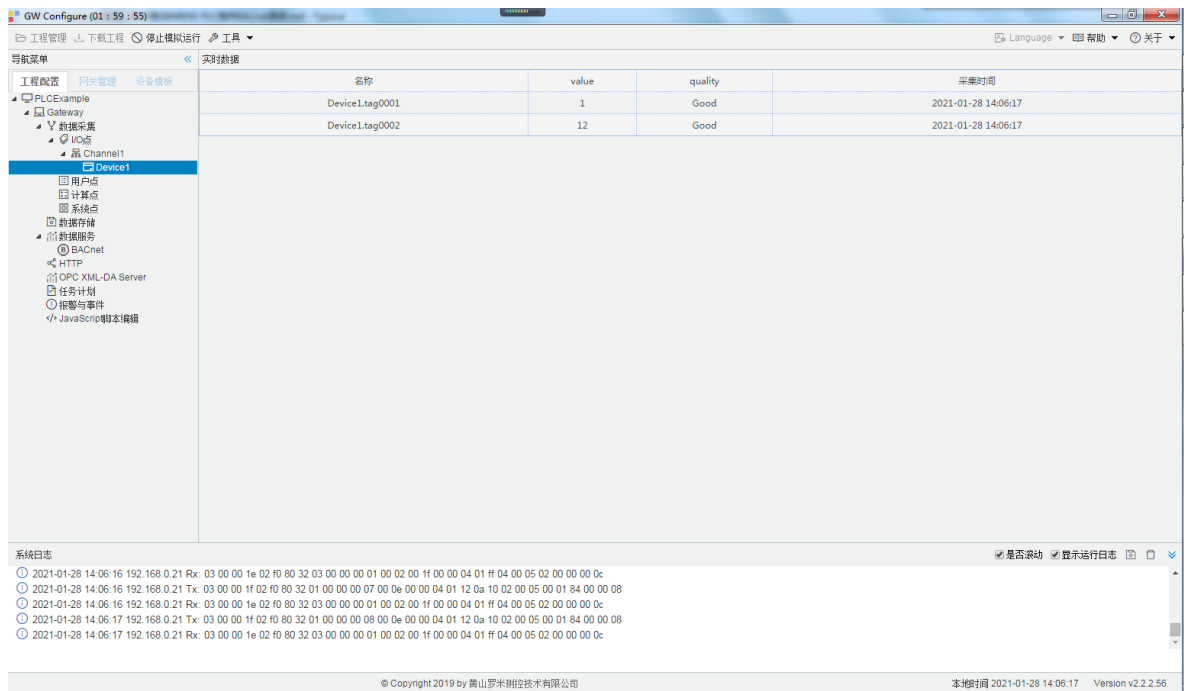 GW Configure (01 : 59 : 55)
工程管理 下载工程 停止模拟运行 工具 Language 帮助 关于
导航菜单
实时数据
工程配置 网关管理 设备模板
名称 value quality 采集时间
Device1.tag0001 1 Good 2021-01-28 14:06:17
Device1.tag0002 12 Good 2021-01-28 14:06:17
PLCExample
Gateway
数据采集
I/O点
Channel1
Device1
用户点
计算点
系统点
数据存储
数据服务
BACnet
HTTP
OPC XML-DA Server
任务计划
报警与事件
JavaScrip脚本编辑
系统日志 是否滚动 显示运行日志
2021-01-28 14:06:16 192.168.0.21 Rx: 03 00 00 1e 02 f0 80 32 03 00 00 00 01 00 02 00 1f 00 00 04 01 ff 04 00 05 02 00 00 00 0c
2021-01-28 14:06:16 192.168.0.21 Tx: 03 00 00 1f 02 f0 80 32 01 00 00 00 07 00 0e 00 00 04 01 12 0a 10 02 00 05 00 01 84 00 00 08
2021-01-28 14:06:16 192.168.0.21 Rx: 03 00 00 1e 02 f0 80 32 03 00 00 00 01 00 02 00 1f 00 00 04 01 ff 04 00 05 02 00 00 00 0c
2021-01-28 14:06:17 192.168.0.21 Tx: 03 00 00 1f 02 f0 80 32 01 00 00 00 08 00 0e 00 00 04 01 12 0a 10 02 00 05 00 01 84 00 00 08
2021-01-28 14:06:17 192.168.0.21 Rx: 03 00 00 1e 02 f0 80 32 03 00 00 00 01 00 02 00 1f 00 00 04 01 ff 04 00 05 02 00 00 00 0c
© Copyright 2019 by 黄山罗米测控技术有限公司 本地时间 2021-01-28 14:06:17 Version v2.2.2.56